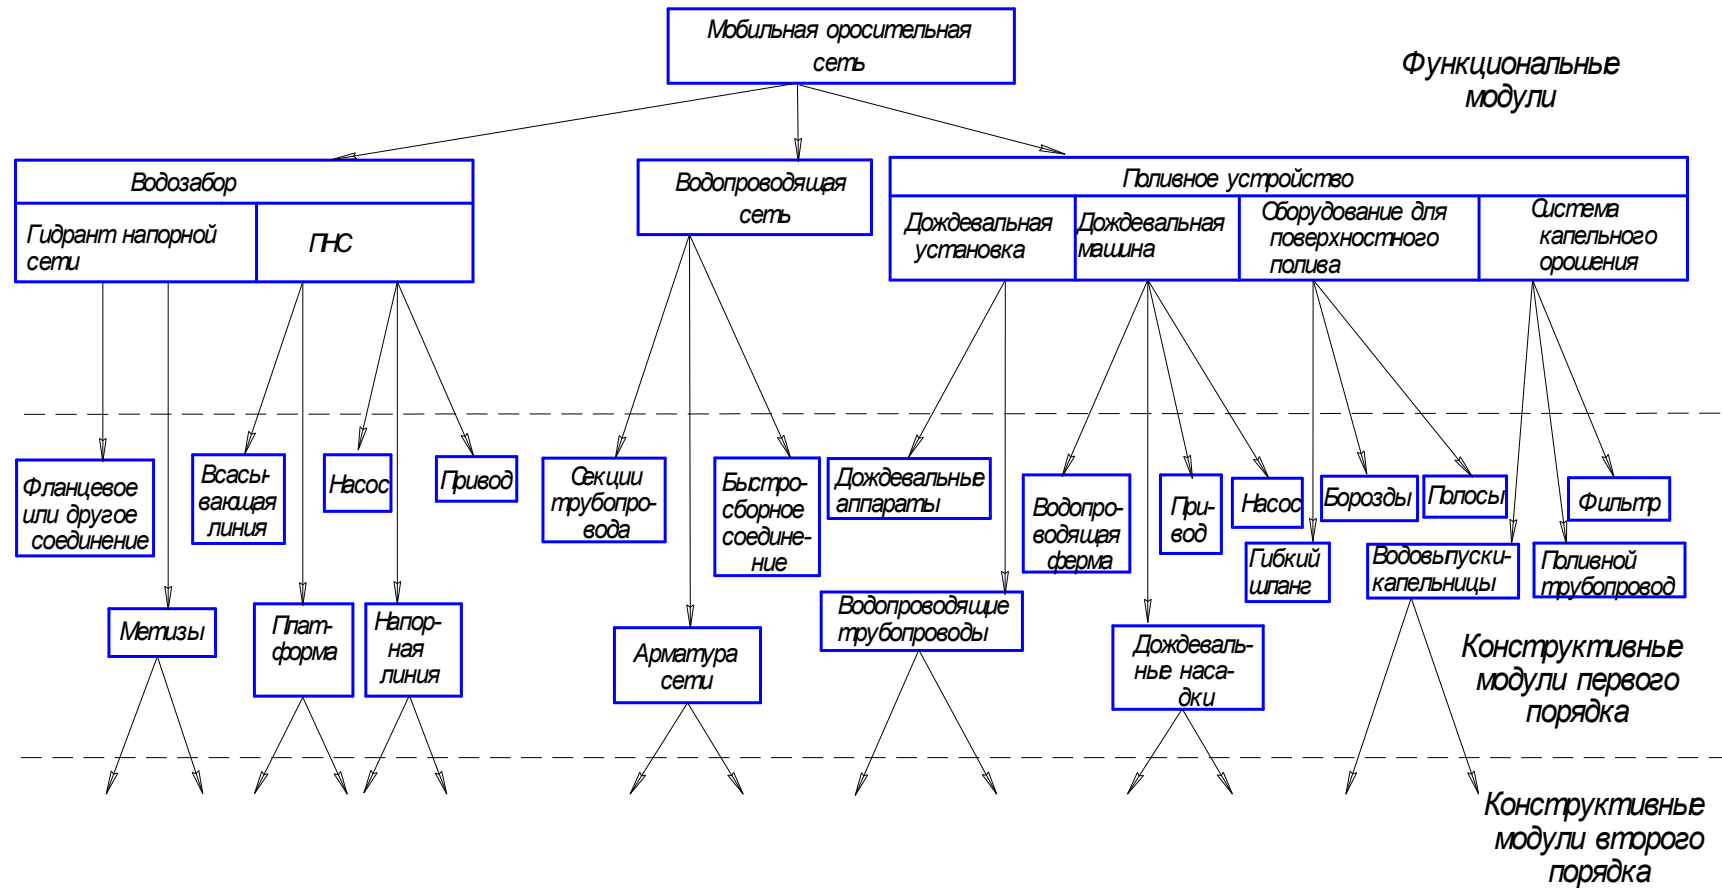 Мобильная оросительная
сеть
Функциональные
модули
Водозабор
Гидрант напорной
сети
ПНС
Водопроводящая
сеть
Поливное устройство
Дождевальная
установка
Дождевальная
машина
Оборудование для
поверхностного
полива
Система
капельного
орошения
Фланцевое
или другое
соединение
Всасы-
вающая
линия
Насос
Привод
Секции
трубопро-
вода
Быстро-
сборное
соедине-
ние
Дождевальные
аппараты
Водопро-
водящая
ферма
При-
вод
Насос
Гибкий
шланг
Борозды
Полосы
Водовыпуски-
капельницы
Фильтр
Поливной
трубопровод
Метизы
Плат-
форма
Напор-
ная
линия
Арматура
сети
Водопроводящие
трубопроводы
Дождеваль-
ные наса-
дки
Конструктивные
модули первого
порядка
Конструктивные
модули второго
порядка